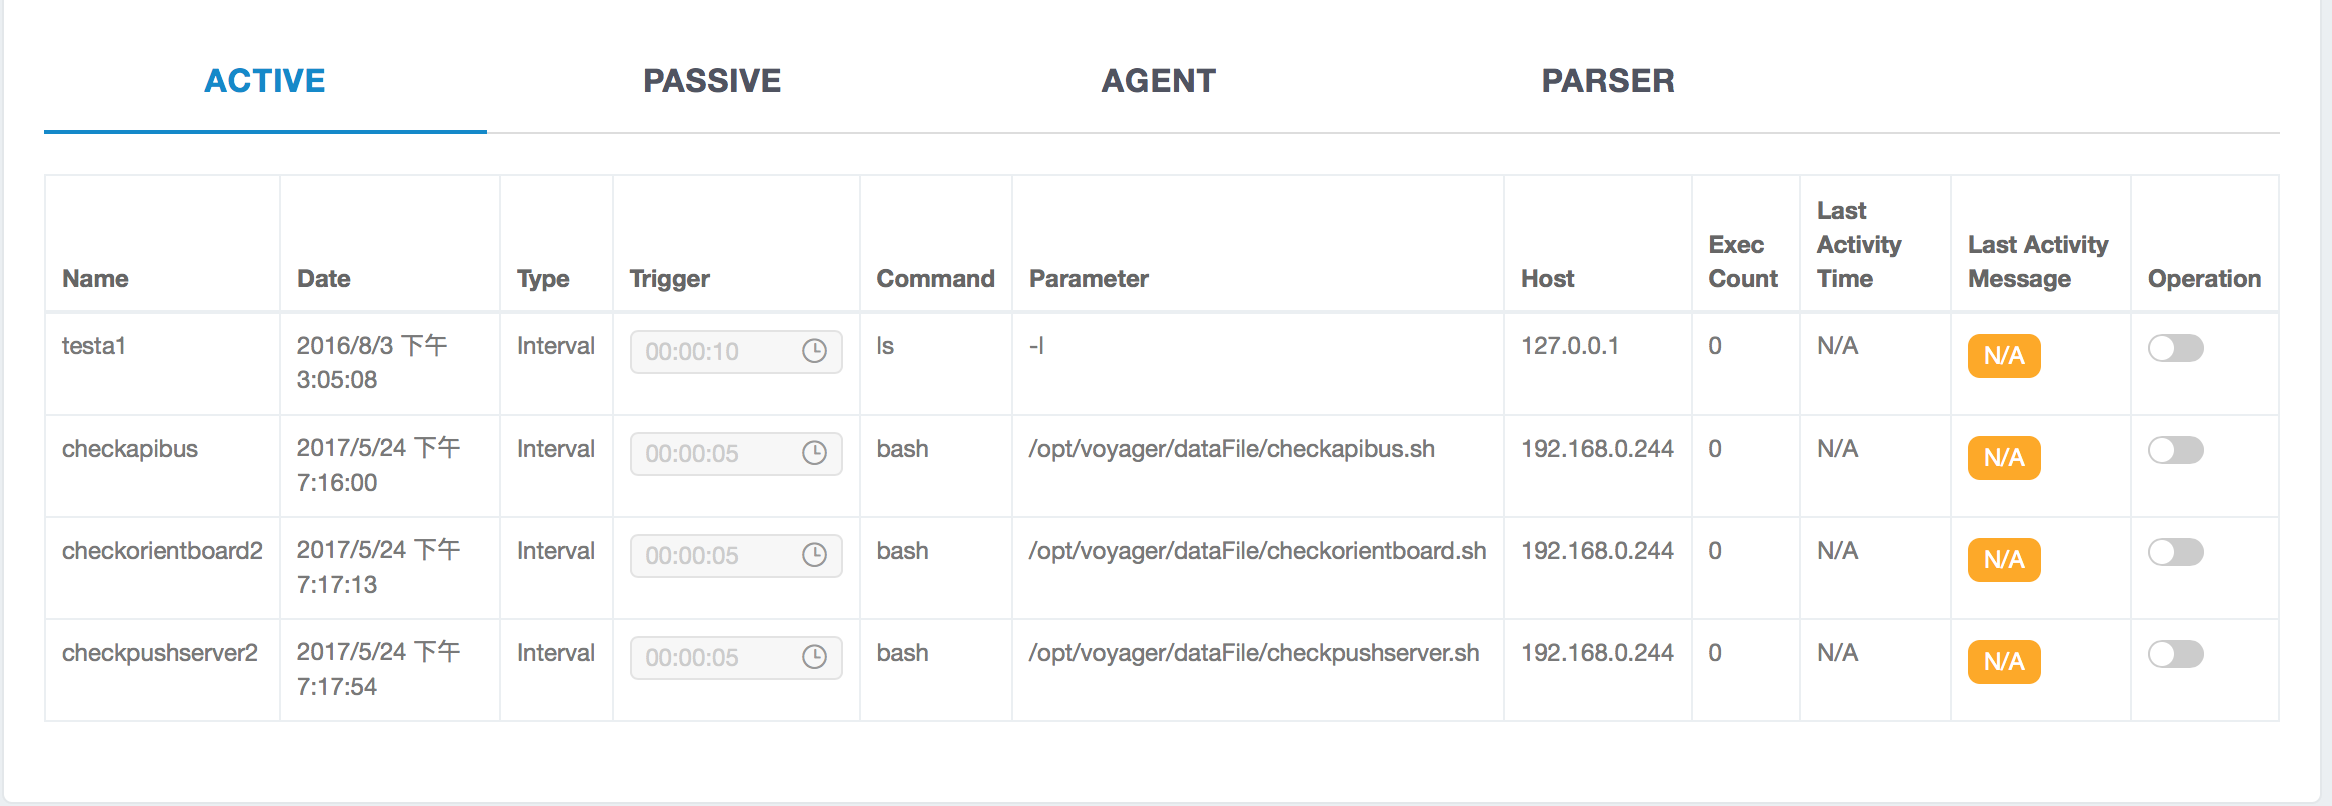 ACTIVE PASSIVE AGENT PARSER
Name Date Type Trigger Command Parameter Host Exec Count Last Activity Time Last Activity Message Operation
testa1 2016/8/3 下午 3:05:08 Interval 00:00:10 ls -l 127.0.0.1 0 N/A N/A
checkapibus 2017/5/24 下午 7:16:00 Interval 00:00:05 bash /opt/voyager/dataFile/checkapibus.sh 192.168.0.244 0 N/A N/A
checkorientboard2 2017/5/24 下午 7:17:13 Interval 00:00:05 bash /opt/voyager/dataFile/checkorientboard.sh 192.168.0.244 0 N/A N/A
checkpushserver2 2017/5/24 下午 7:17:54 Interval 00:00:05 bash /opt/voyager/dataFile/checkpushserver.sh 192.168.0.244 0 N/A N/A